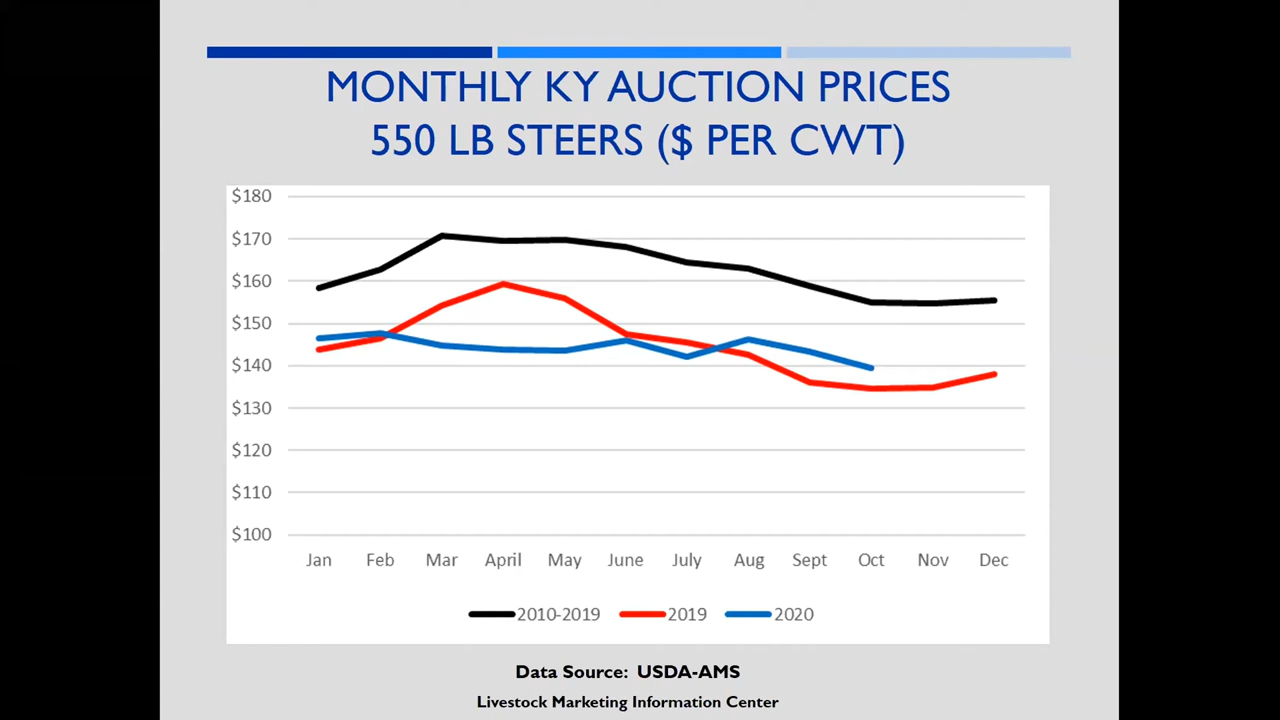 MONTHLY KY AUCTION PRICES
550 LB STEERS ($ PER CWT)
$180
$170
$160
$150
$140
$130
$120
$110
$100
Jan Feb Mar April May June July Aug Sept Oct Nov Dec
2010-2019 2019 2020
Data Source: USDA-AMS
Livestock Marketing Information Center